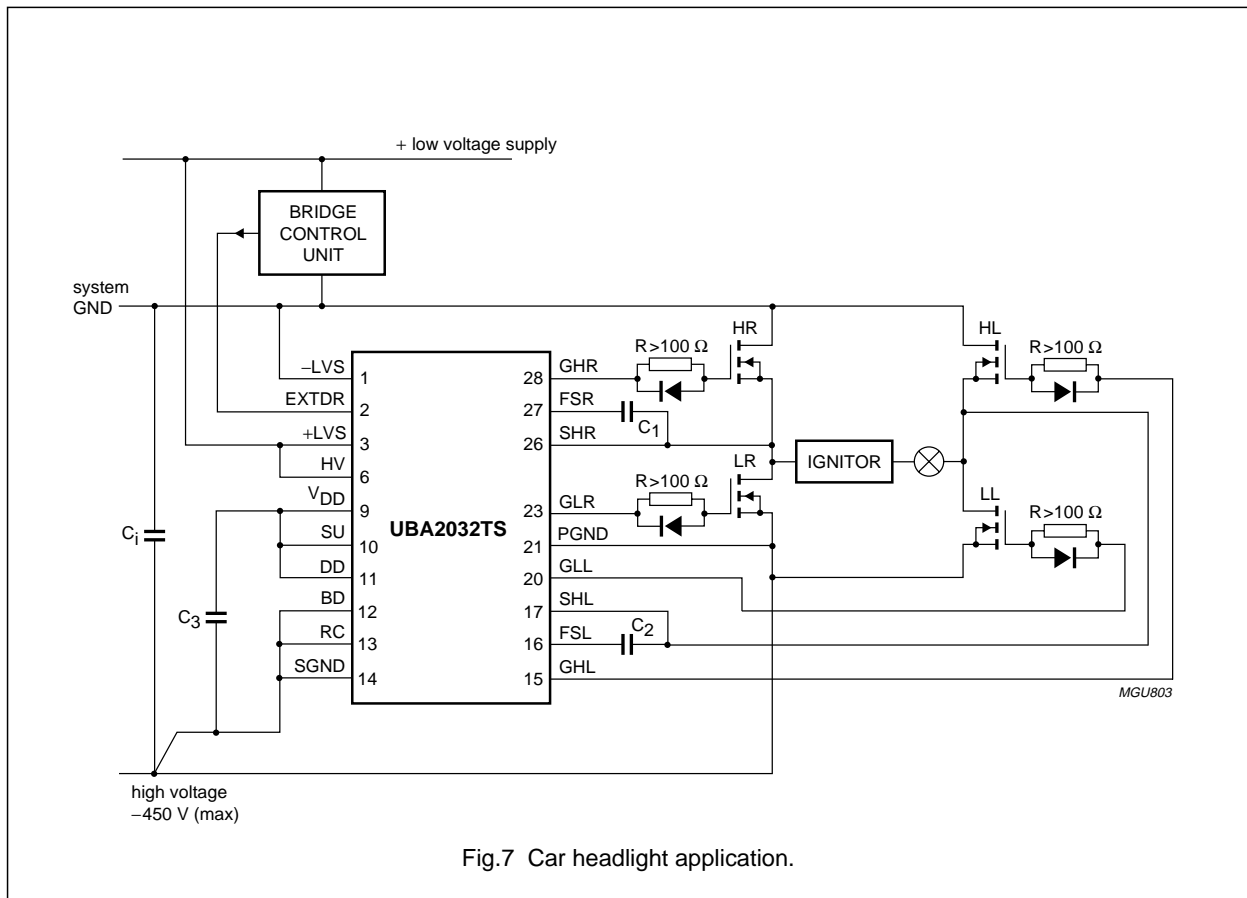 + low voltage supply
BRIDGE
CONTROL
UNIT
system
GND
HR
HL
R>100 Ω
R>100 Ω
−LVS
1
28
GHR
EXTDR
2
27
FSR
C1
+LVS
3
26
SHR
IGNITOR
HV
6
LR
LL
R>100 Ω
R>100 Ω
VDD
9
UBA2032TS
23
GLR
Ci
SU
10
21
PGND
DD
11
20
GLL
C3
BD
12
17
SHL
C2
RC
13
16
FSL
SGND
14
15
GHL
MGU803
high voltage
−450 V (max)
Fig.7 Car headlight application.